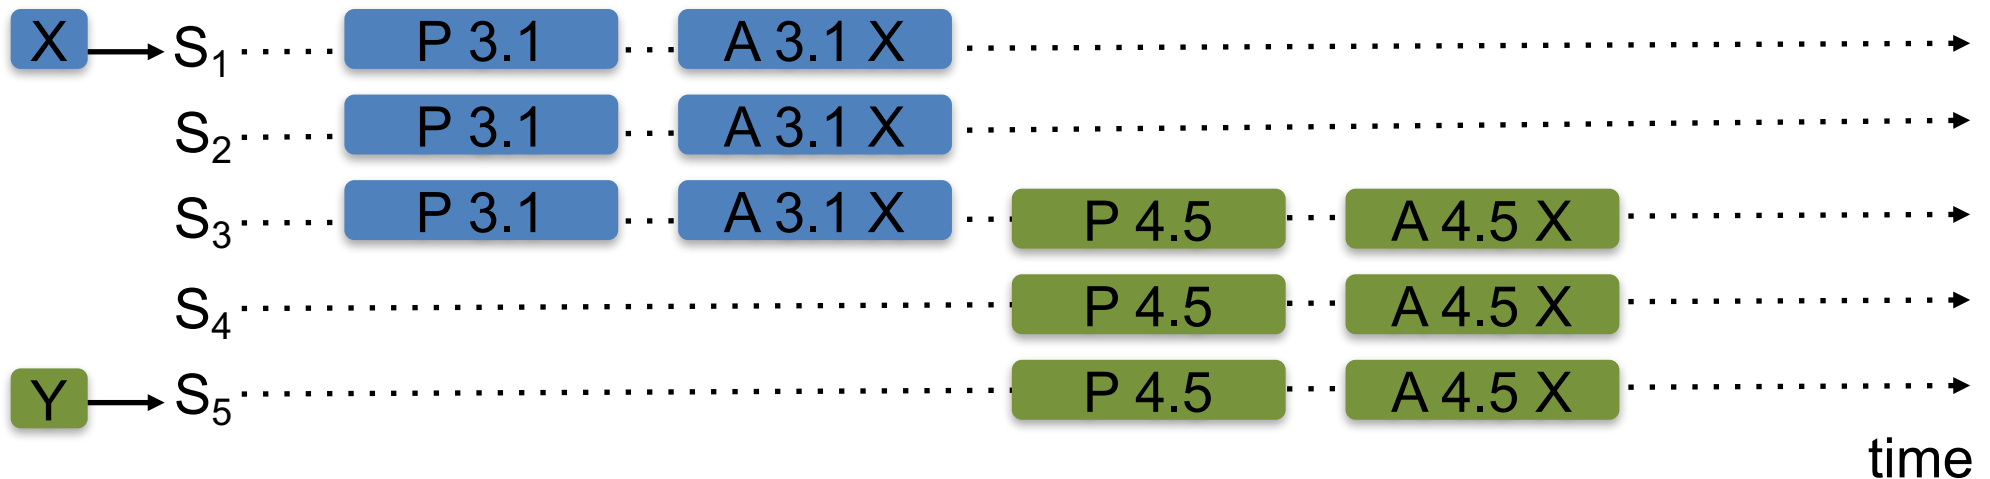 X S1 P 3.1 A 3.1 X
S2 P 3.1 A 3.1 X
S3 P 3.1 A 3.1 X P 4.5 A 4.5 X
S4 P 4.5 A 4.5 X
Y S5 P 4.5 A 4.5 X
time